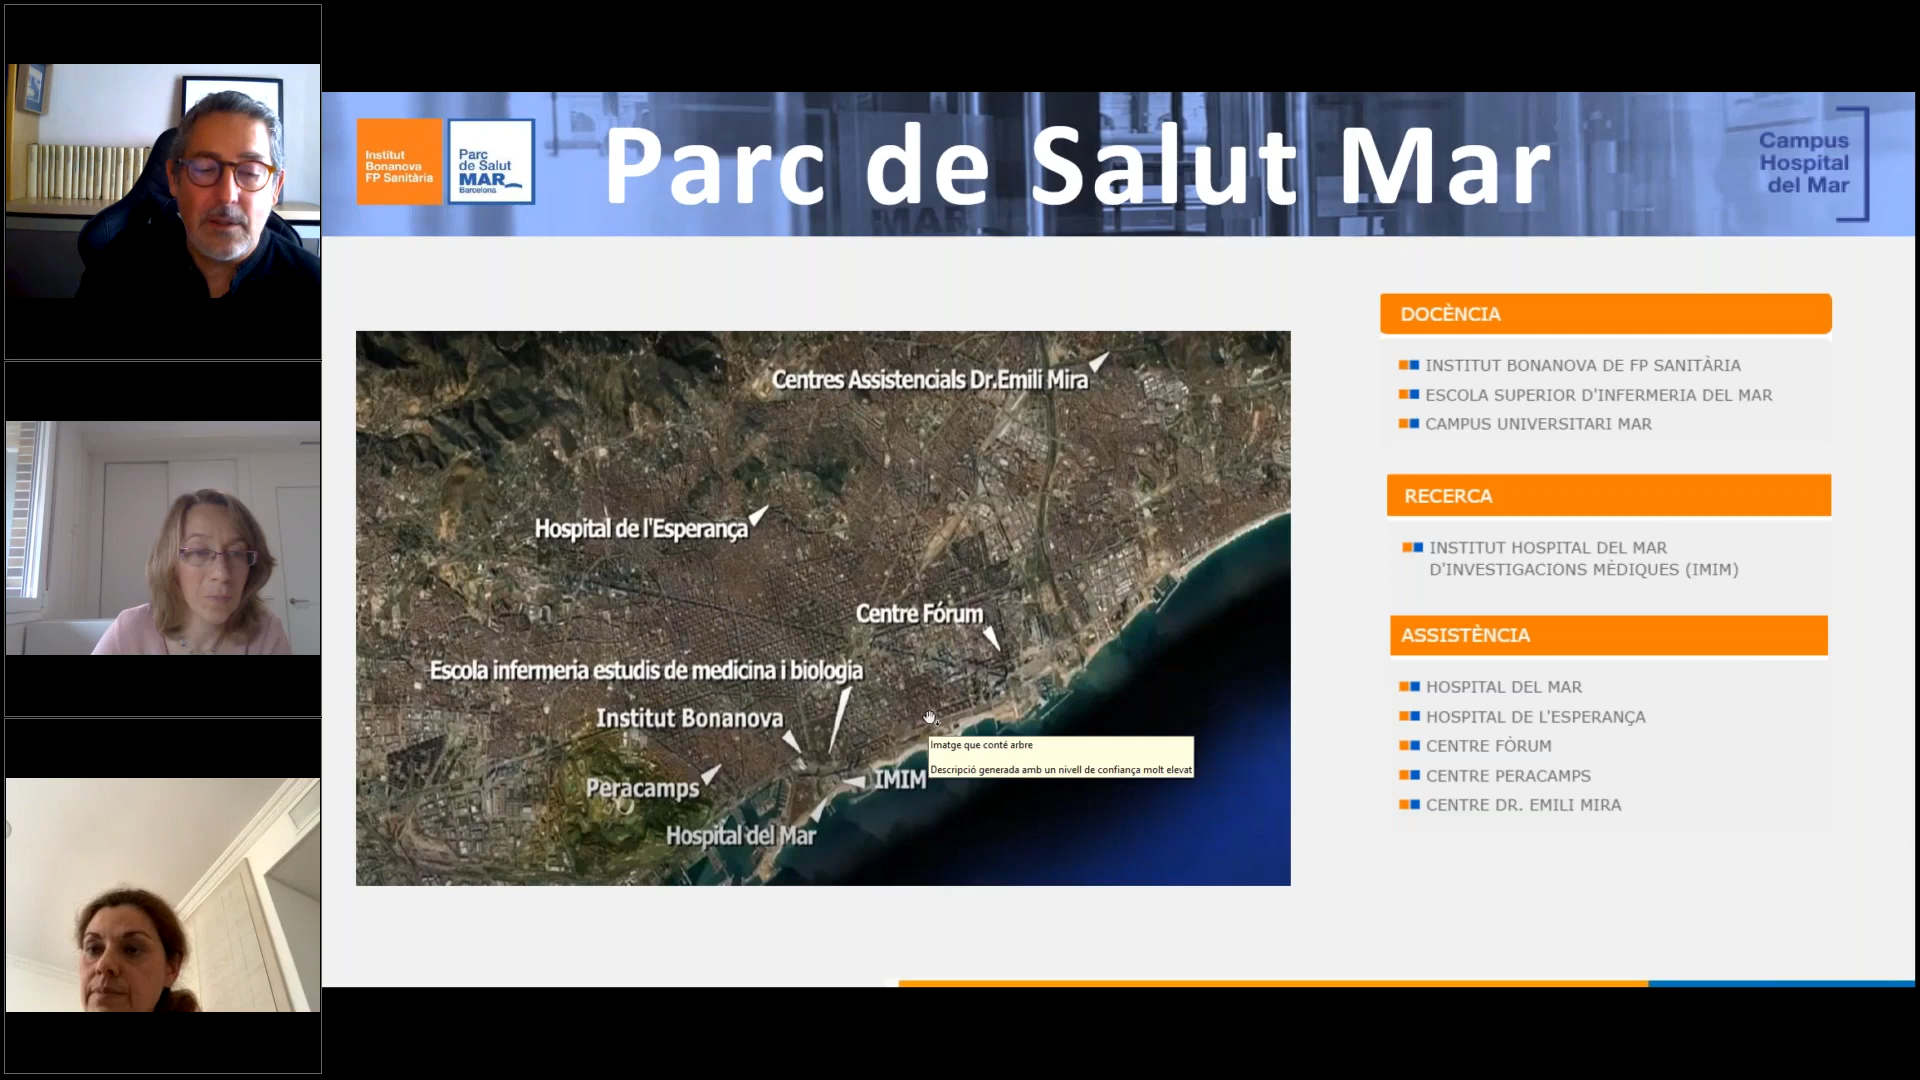 Institut
Bonanova
FP Sanitària
Parc
de Salut
MAR
Barcelona
Parc de Salut Mar
MAR
Campus
Hospital
del Mar
Centres Assistencials Dr.Emili Mira
Hospital de l'Esperança
Centre Fórum
Escola infermeria estudis de medicina i biologia
Institut Bonanova
Peracamps
IMIM
Hospital del Mar
Imatge que conté arbre
Descripció generada amb un nivell de confiança molt elevat
DOCÈNCIA
INSTITUT BONANOVA DE FP SANITÀRIA
ESCOLA SUPERIOR D'INFERMERIA DEL MAR
CAMPUS UNIVERSITARI MAR
RECERCA
INSTITUT HOSPITAL DEL MAR
D'INVESTIGACIONS MÈDIQUES (IMIM)
ASSISTÈNCIA
HOSPITAL DEL MAR
HOSPITAL DE L'ESPERANÇA
CENTRE FÒRUM
CENTRE PERACAMPS
CENTRE DR. EMILI MIRA